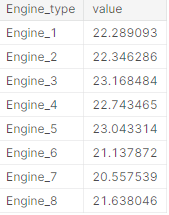 Engine_type value
Engine_1 22.289093
Engine_2 22.346286
Engine_3 23.168484
Engine_4 22.743465
Engine_5 23.043314
Engine_6 21.137872
Engine_7 20.557539
Engine_8 21.638046